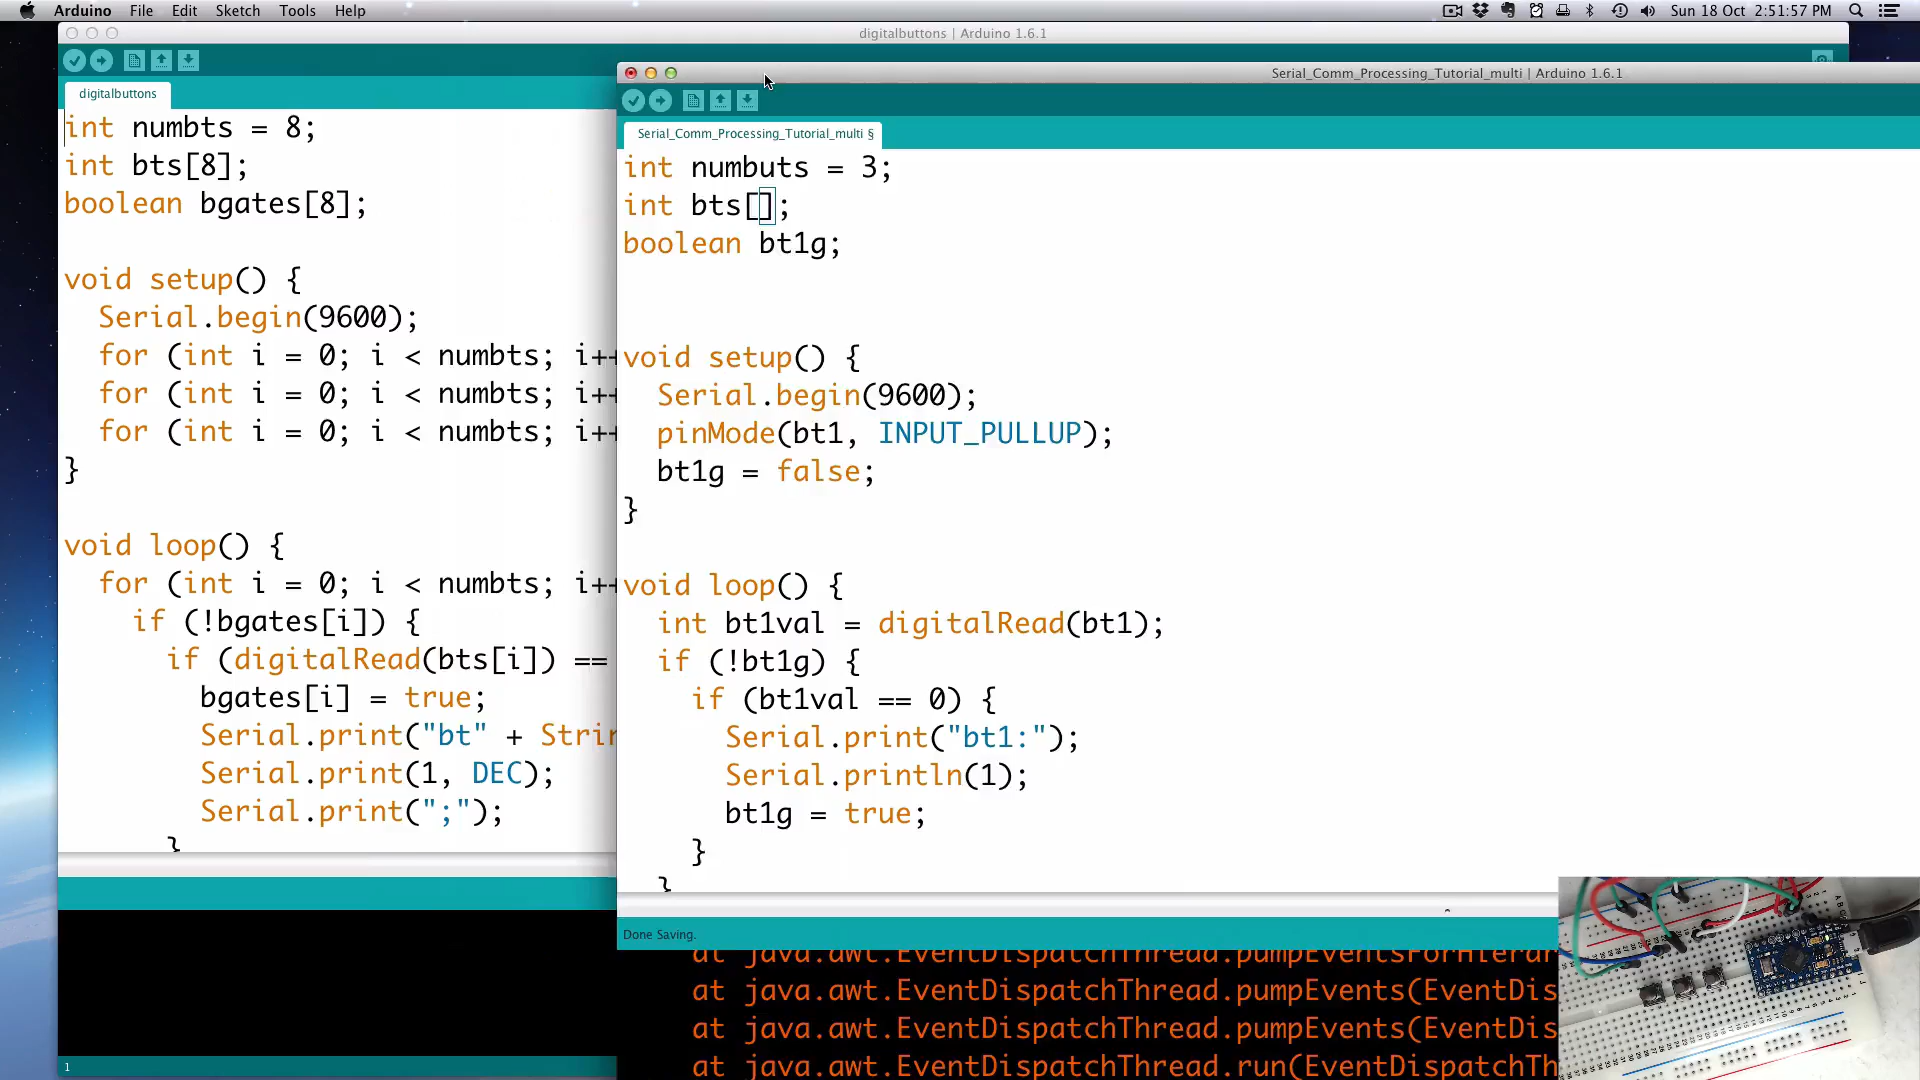 Arduino File Edit Sketch Tools Help
Sun 18 Oct 2:51:57 PM
digitalbuttons | Arduino 1.6.1
digitalbuttons
int numbts = 8;
int bts[8];
boolean bgates[8];
void setup() {
Serial.begin(9600);
for (int i = 0; i < numbts; i++
for (int i = 0; i < numbts; i++
for (int i = 0; i < numbts; i++
}
void loop() {
for (int i = 0; i < numbts; i++
if (!bgates[i]) {
if (digitalRead(bts[i]) ==
bgates[i] = true;
Serial.print("bt" + Strin
Serial.print(1, DEC);
Serial.print(";");
}
1
Serial_Comm_Processing_Tutorial_multi | Arduino 1.6.1
Serial_Comm_Processing_Tutorial_multi §
int numbuts = 3;
int bts[];
boolean bt1g;
void setup() {
Serial.begin(9600);
pinMode(bt1, INPUT_PULLUP);
bt1g = false;
}
void loop() {
int bt1val = digitalRead(bt1);
if (!bt1g) {
if (bt1val == 0) {
Serial.print("bt1:");
Serial.println(1);
bt1g = true;
}
}
Done Saving.
at java.awt.EventDispatchThread.pumpEventsForHierar
at java.awt.EventDispatchThread.pumpEvents(EventDis
at java.awt.EventDispatchThread.pumpEvents(EventDis
at java.awt.EventDispatchThread.run(EventDispatchTh